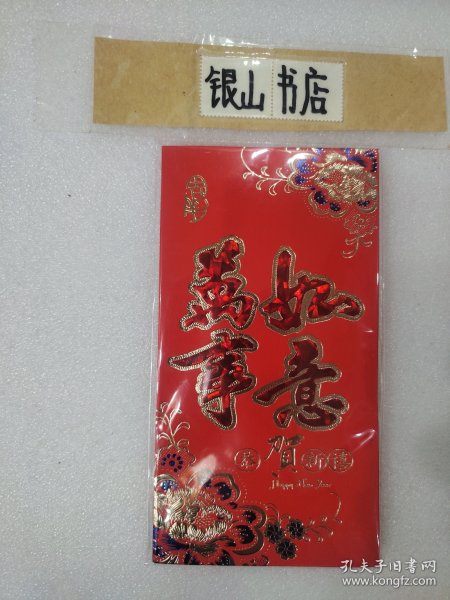 银山书店
萬事
如意
恭賀新禧
Happy New Year
孔夫子旧书网
www.kongfz.com